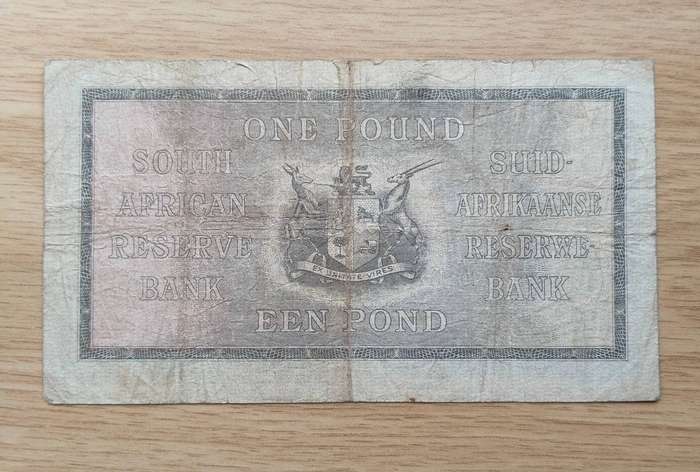 ONE POUND
SOUTH
AFRICAN
RESERVE
BANK
SUID-
AFRIKAANSE
RESERWE-
BANK
EX UNITATE VIRES
EEN POND